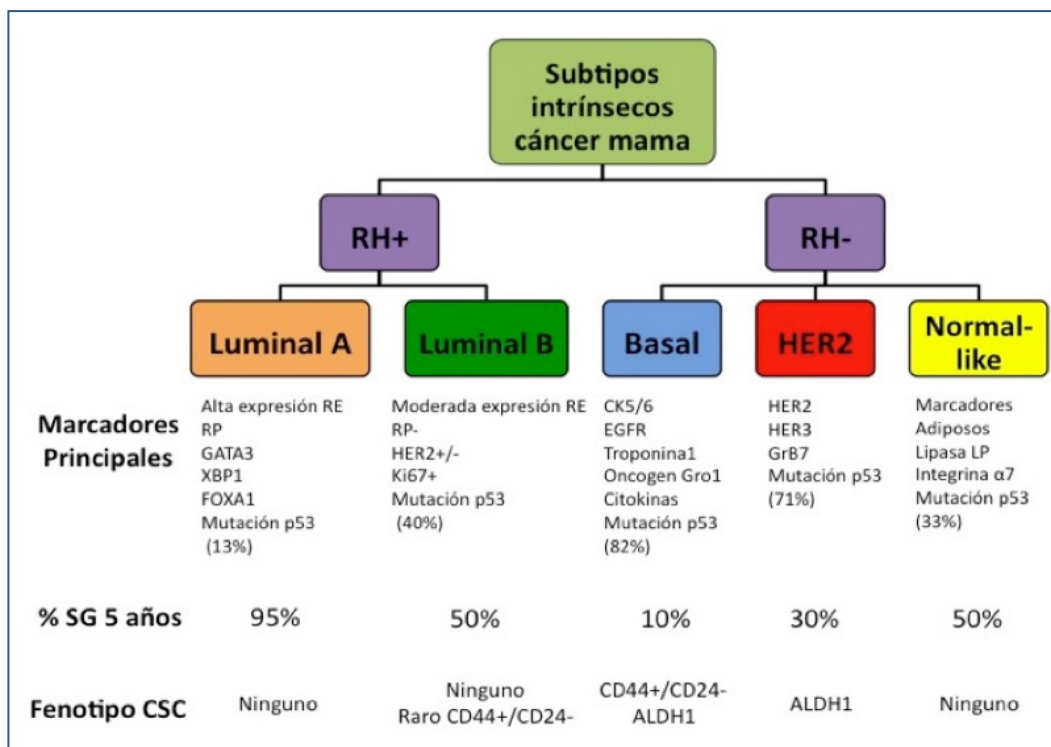 Subtipos
intrínsecos
cáncer mama
RH+
RH-
Luminal A
Luminal B
Basal
HER2
Normal-
like
Marcadores
Principales
Alta expresión RE
RP
GATA3
XBP1
FOXA1
Mutación p53
(13%)
Moderada expresión RE
RP-
HER2+/-
Ki67+
Mutación p53
(40%)
CK5/6
EGFR
Troponina1
Oncogen Gro1
Citokinas
Mutación p53
(82%)
HER2
HER3
GrB7
Mutación p53
(71%)
Marcadores
Adiposos
Lipasa LP
Integrina α7
Mutación p53
(33%)
% SG 5 años
95%
50%
10%
30%
50%
Fenotipo CSC
Ninguno
Ninguno
Raro CD44+/CD24-
CD44+/CD24-
ALDH1
ALDH1
Ninguno